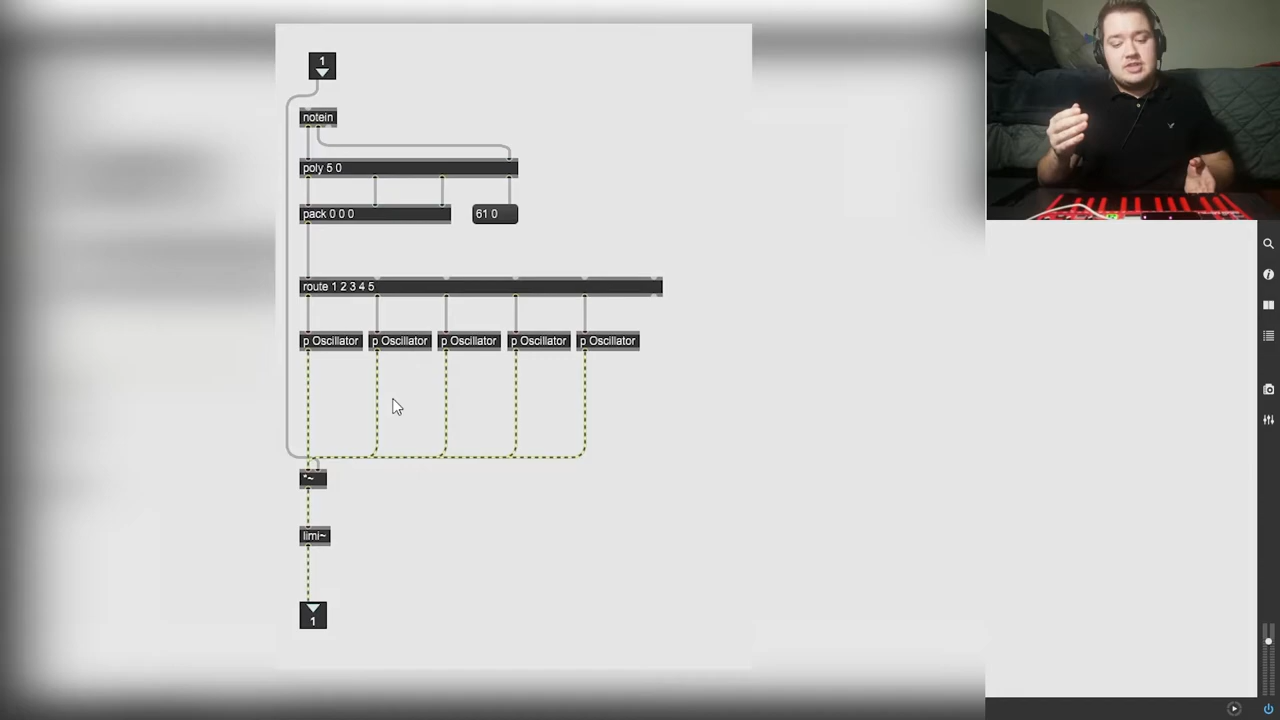 1
notein
poly 5 0
pack 0 0 0
61 0
route 1 2 3 4 5
p Oscillator p Oscillator p Oscillator p Oscillator p Oscillator
*~
limi~
1